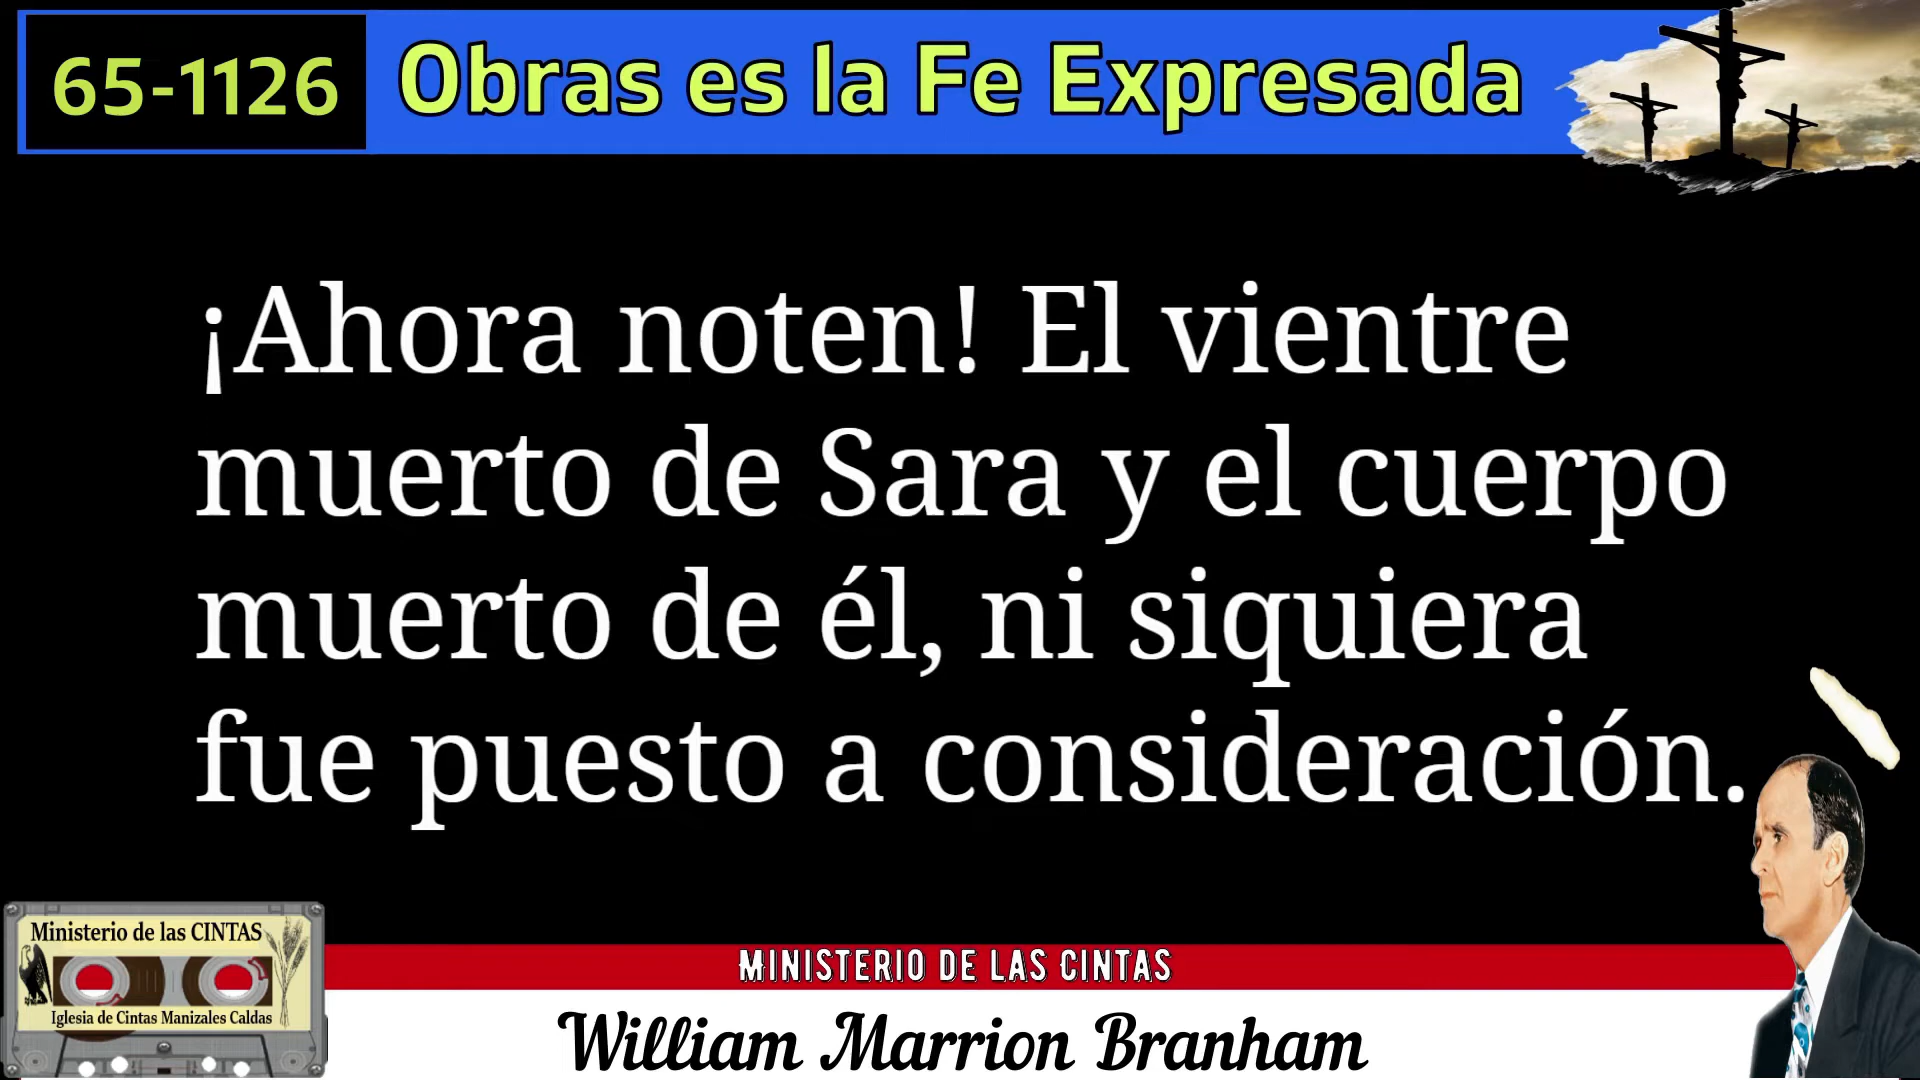 65-1126
Obras es la Fe Expresada
¡Ahora noten! El vientre
muerto de Sara y el cuerpo
muerto de él, ni siquiera
fue puesto a consideración.
Ministerio de las CINTAS
Iglesia de Cintas Manizales Caldas
MINISTERIO DE LAS CINTAS
William Marrion Branham